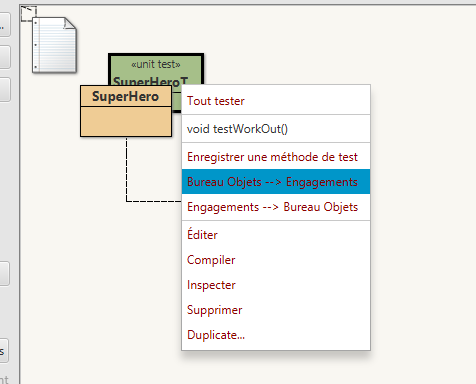 «unit test»
SuperHeroT
SuperHero
Tout tester
void testWorkOut()
Enregistrer une méthode de test
Bureau Objets --> Engagements
Engagements --> Bureau Objets
Éditer
Compiler
Inspecter
Supprimer
Duplicate...